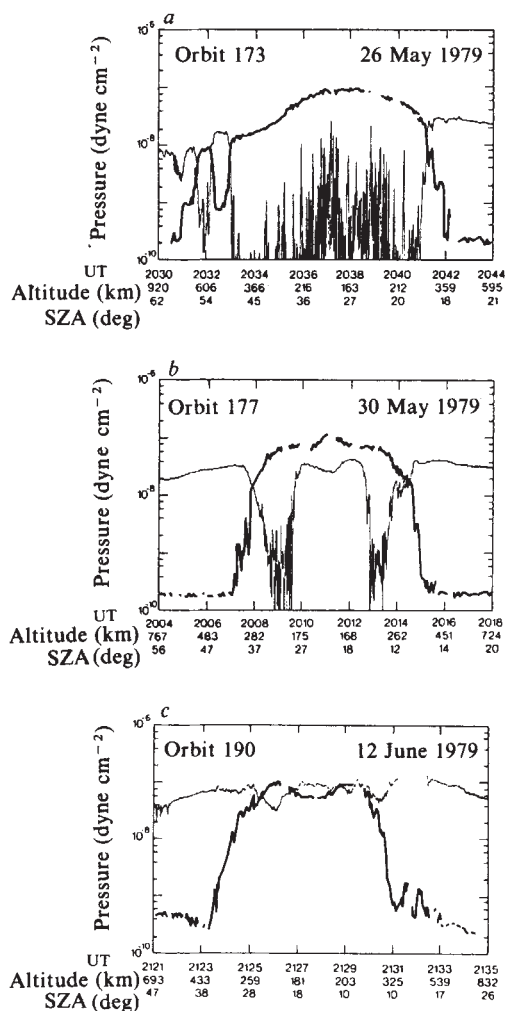 a
10⁻⁵
Orbit 173 26 May 1979
Pressure (dyne cm⁻²)
10⁻⁸
10⁻¹⁰
UT 2030 2032 2034 2036 2038 2040 2042 2044
Altitude (km) 920 606 366 216 163 212 359 595
SZA (deg) 62 54 45 36 27 20 18 21
b
10⁻⁶
Orbit 177 30 May 1979
Pressure (dyne cm⁻²)
10⁻⁸
10⁻¹⁰
UT 2004 2006 2008 2010 2012 2014 2016 2018
Altitude (km) 767 483 282 175 168 262 451 724
SZA (deg) 56 47 37 27 18 12 14 20
c
10⁻⁶
Orbit 190 12 June 1979
Pressure (dyne cm⁻²)
10⁻⁸
10⁻¹⁰
UT 2121 2123 2125 2127 2129 2131 2133 2135
Altitude (km) 693 433 259 181 203 325 539 832
SZA (deg) 47 38 28 18 10 10 17 26